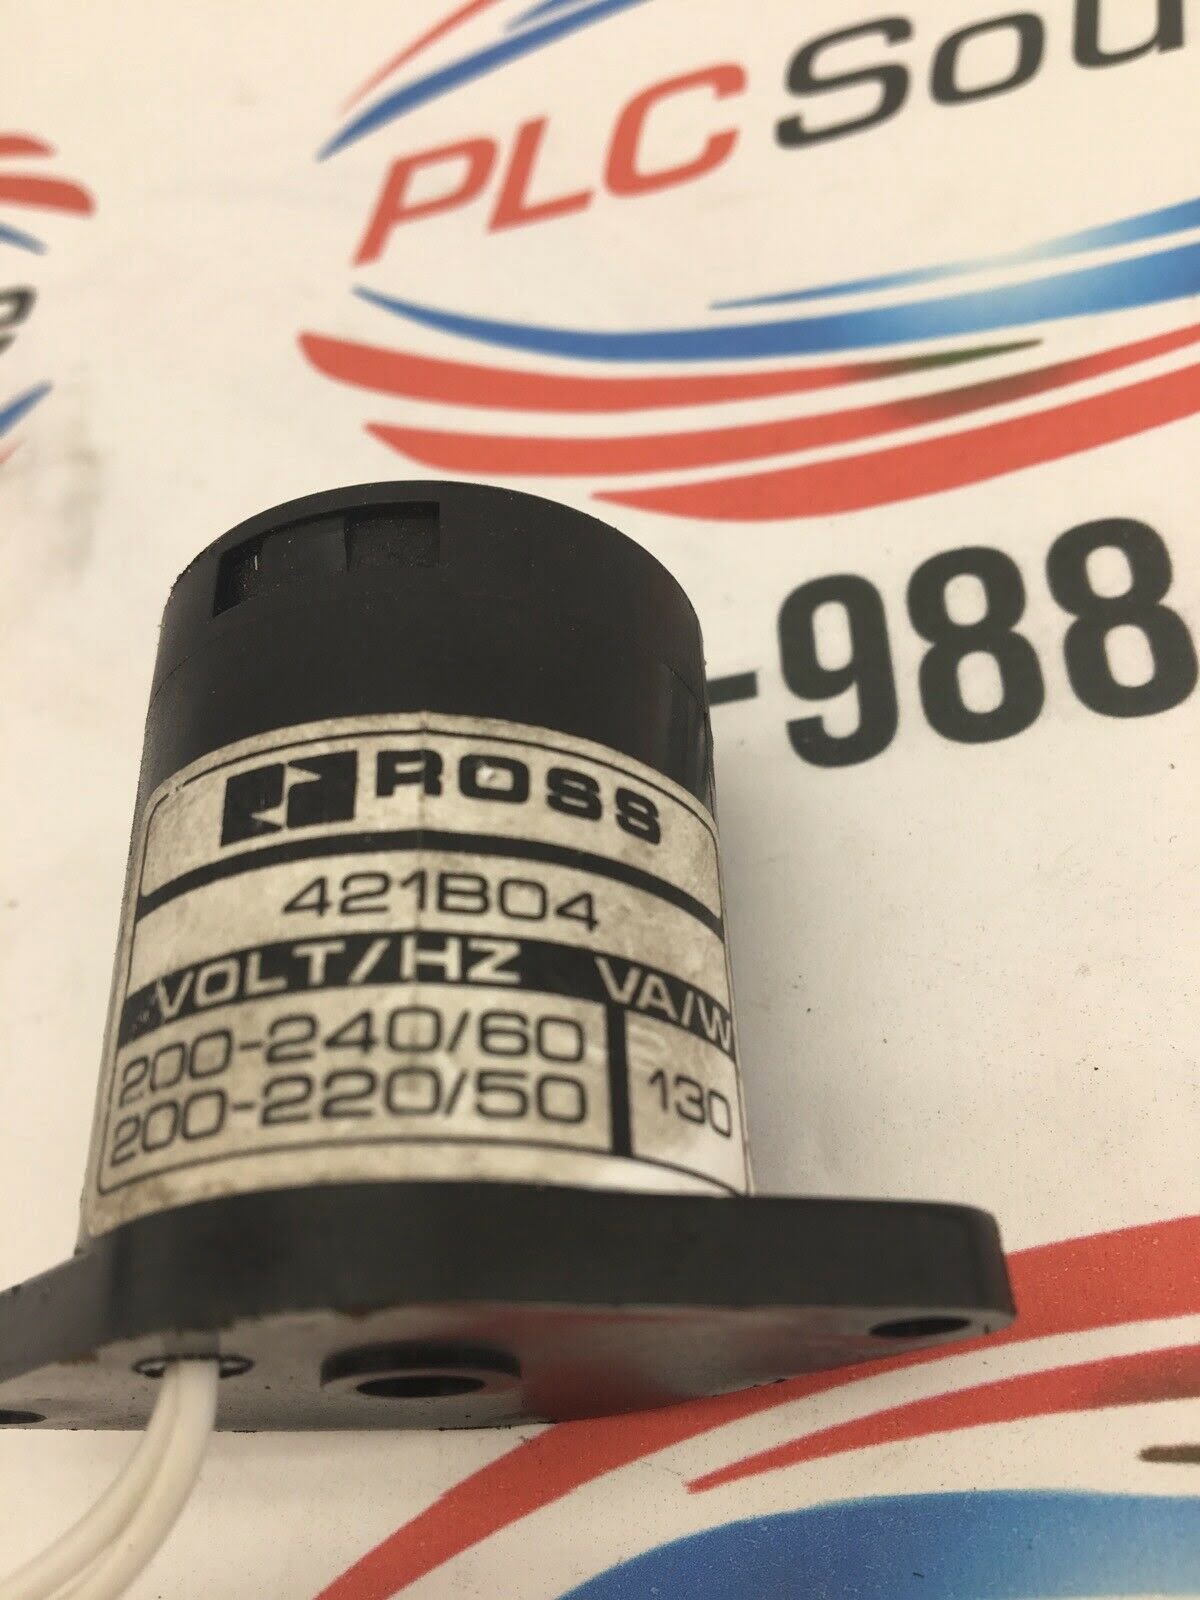 PLC Sou
-988
ROSS
421B04
VOLT/HZ VA/W
200-240/60
200-220/50
130